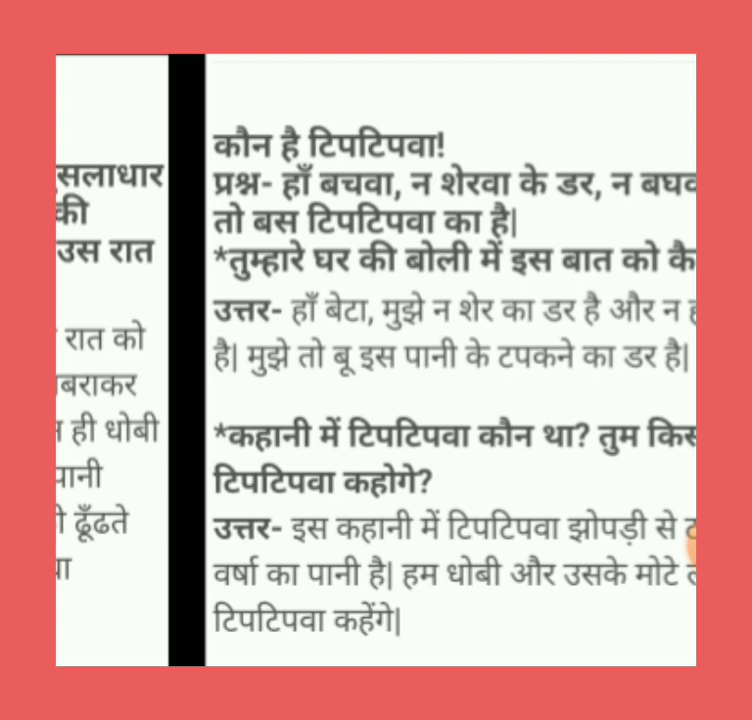 सलाधार
की
उस रात
रात को
बराकर
ही धोबी
पानी
ढूँढते
कौन है टिपटिपवा!
प्रश्न- हाँ बचवा, न शेरवा के डर, न बघव
तो बस टिपटिपवा का है|
*तुम्हारे घर की बोली में इस बात को कै
उत्तर- हाँ बेटा, मुझे न शेर का डर है और न
है| मुझे तो बू इस पानी के टपकने का डर है|
*कहानी में टिपटिपवा कौन था? तुम किस
टिपटिपवा कहोगे?
उत्तर- इस कहानी में टिपटिपवा झोपड़ी से
वर्षा का पानी है| हम धोबी और उसके मोटे
टिपटिपवा कहेंगे|